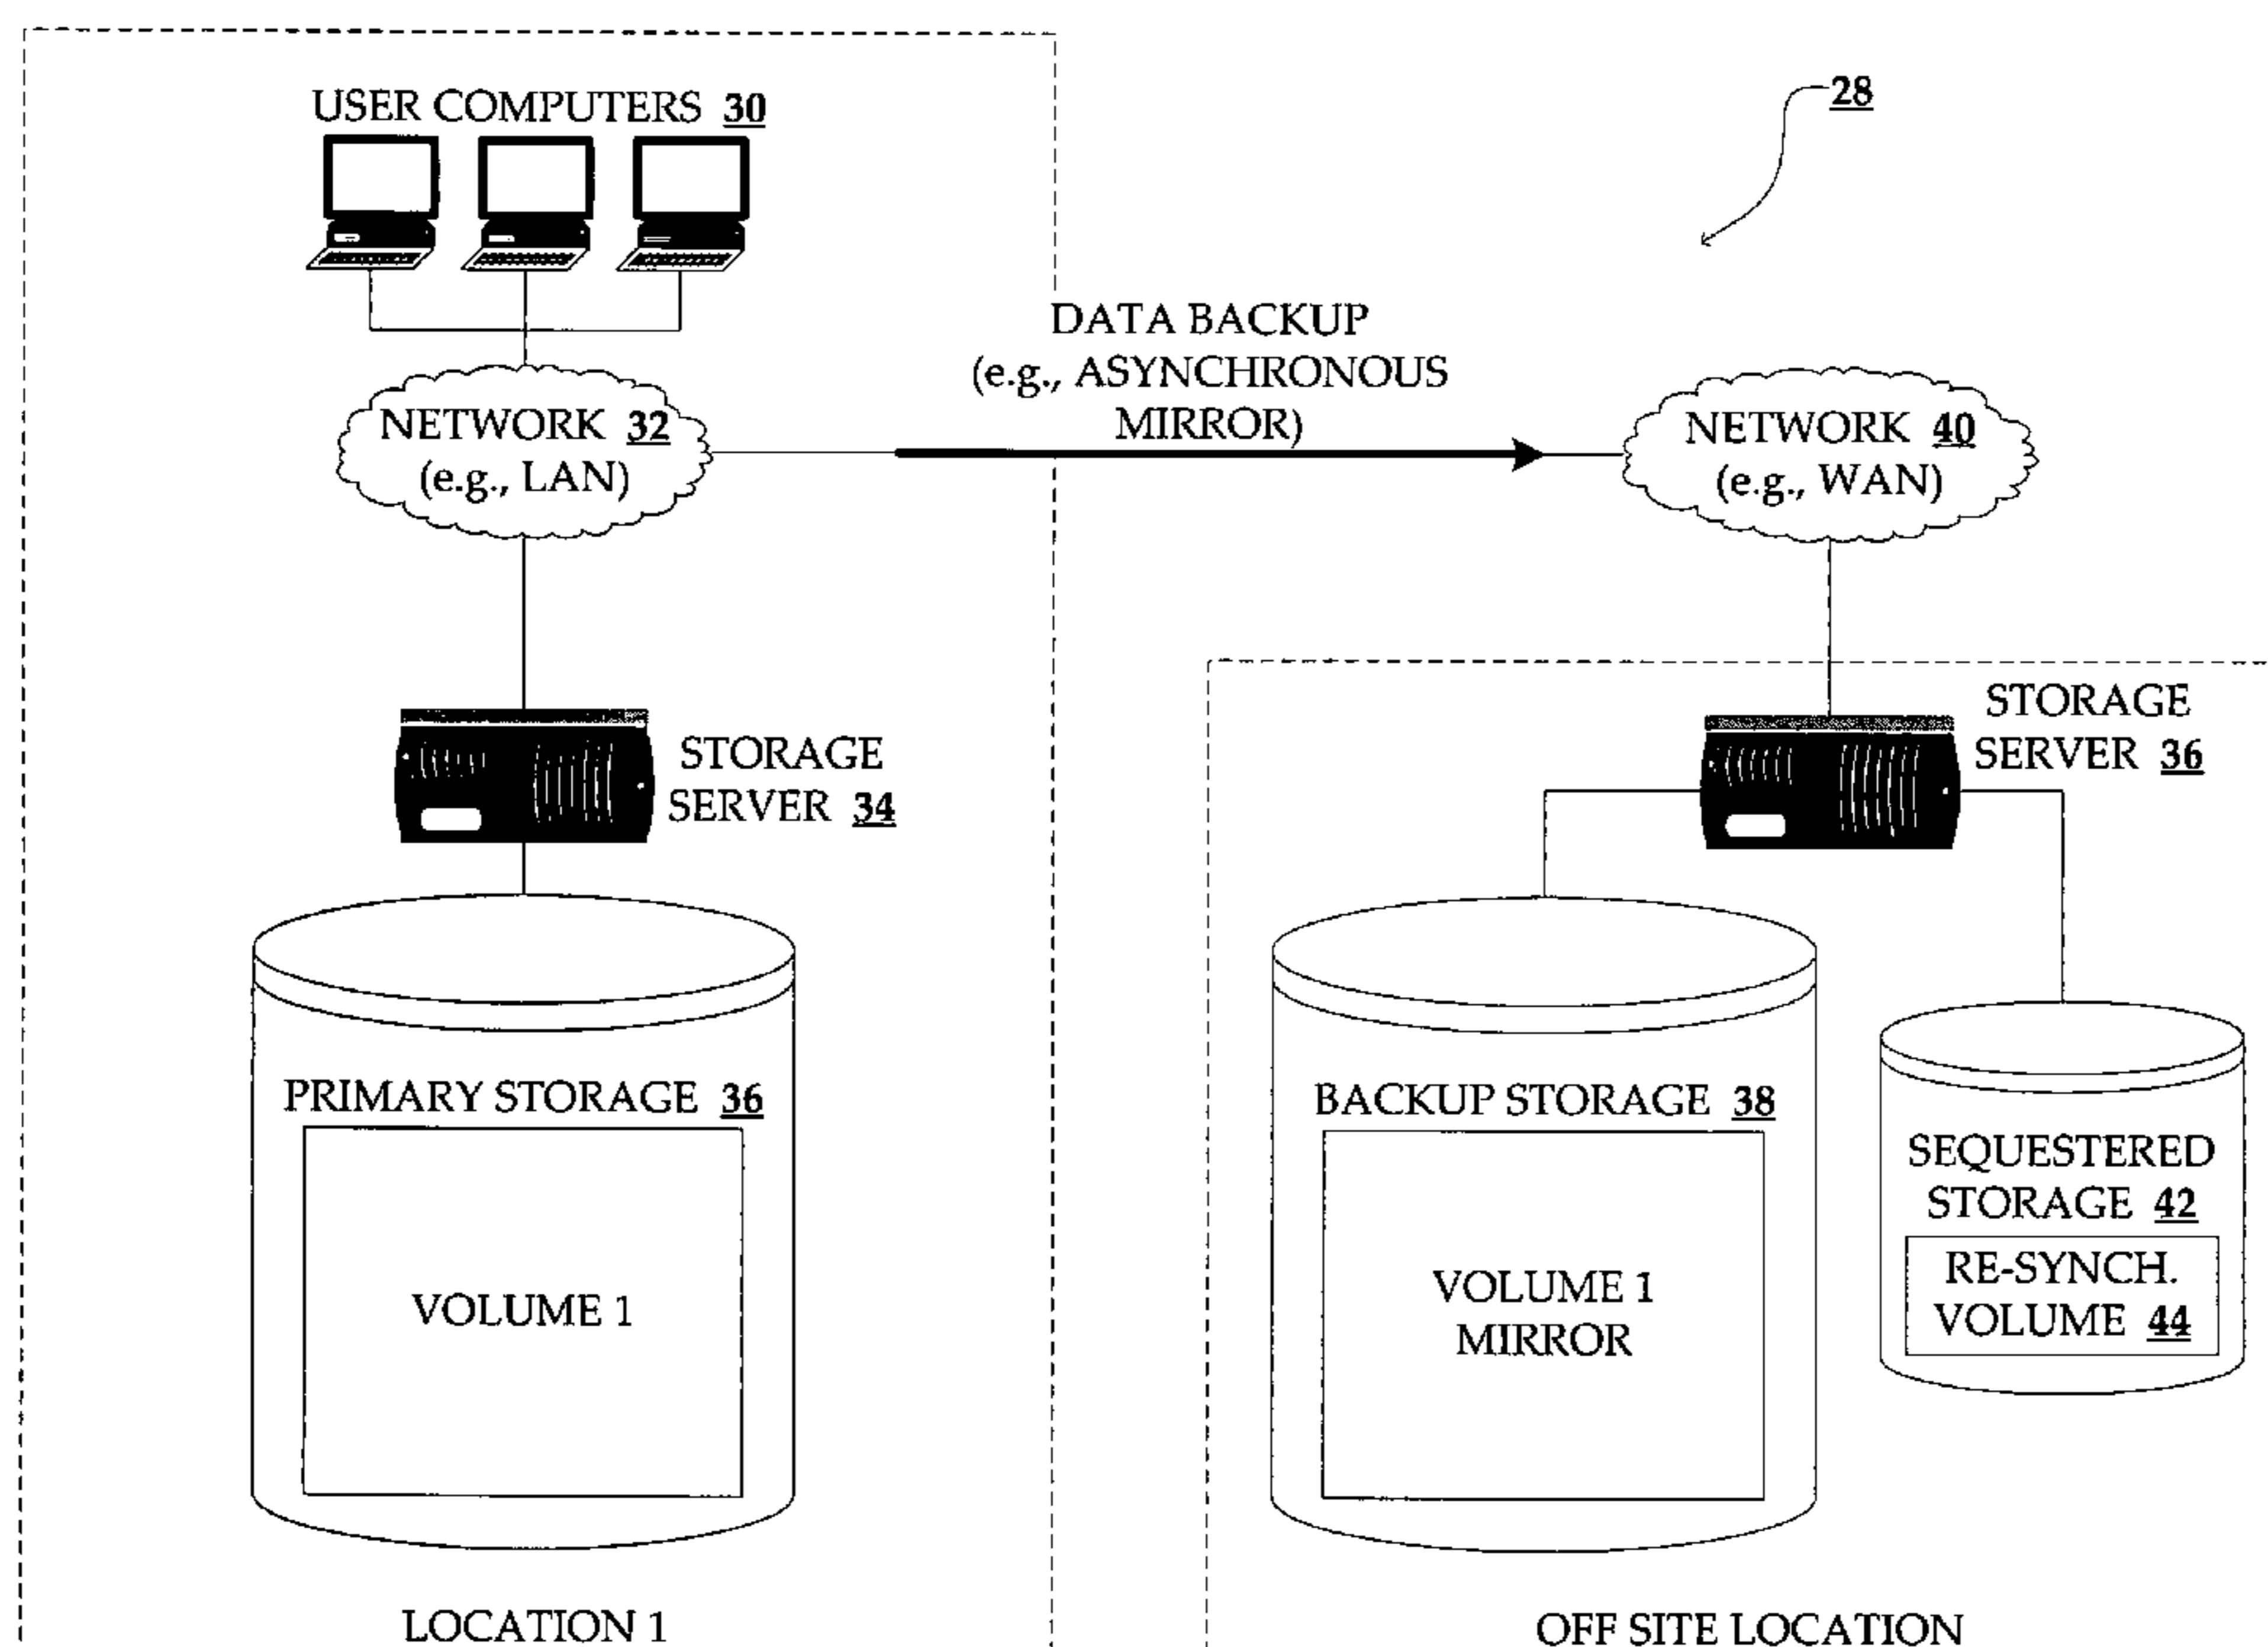 USER COMPUTERS 30
28
DATA BACKUP
(e.g., ASYNCHRONOUS
MIRROR)
NETWORK 32
(e.g., LAN)
NETWORK 40
(e.g., WAN)
STORAGE
SERVER 34
STORAGE
SERVER 36
PRIMARY STORAGE 36
VOLUME 1
BACKUP STORAGE 38
VOLUME 1
MIRROR
SEQUESTERED
STORAGE 42
RE-SYNCH.
VOLUME 44
LOCATION 1
OFF SITE LOCATION